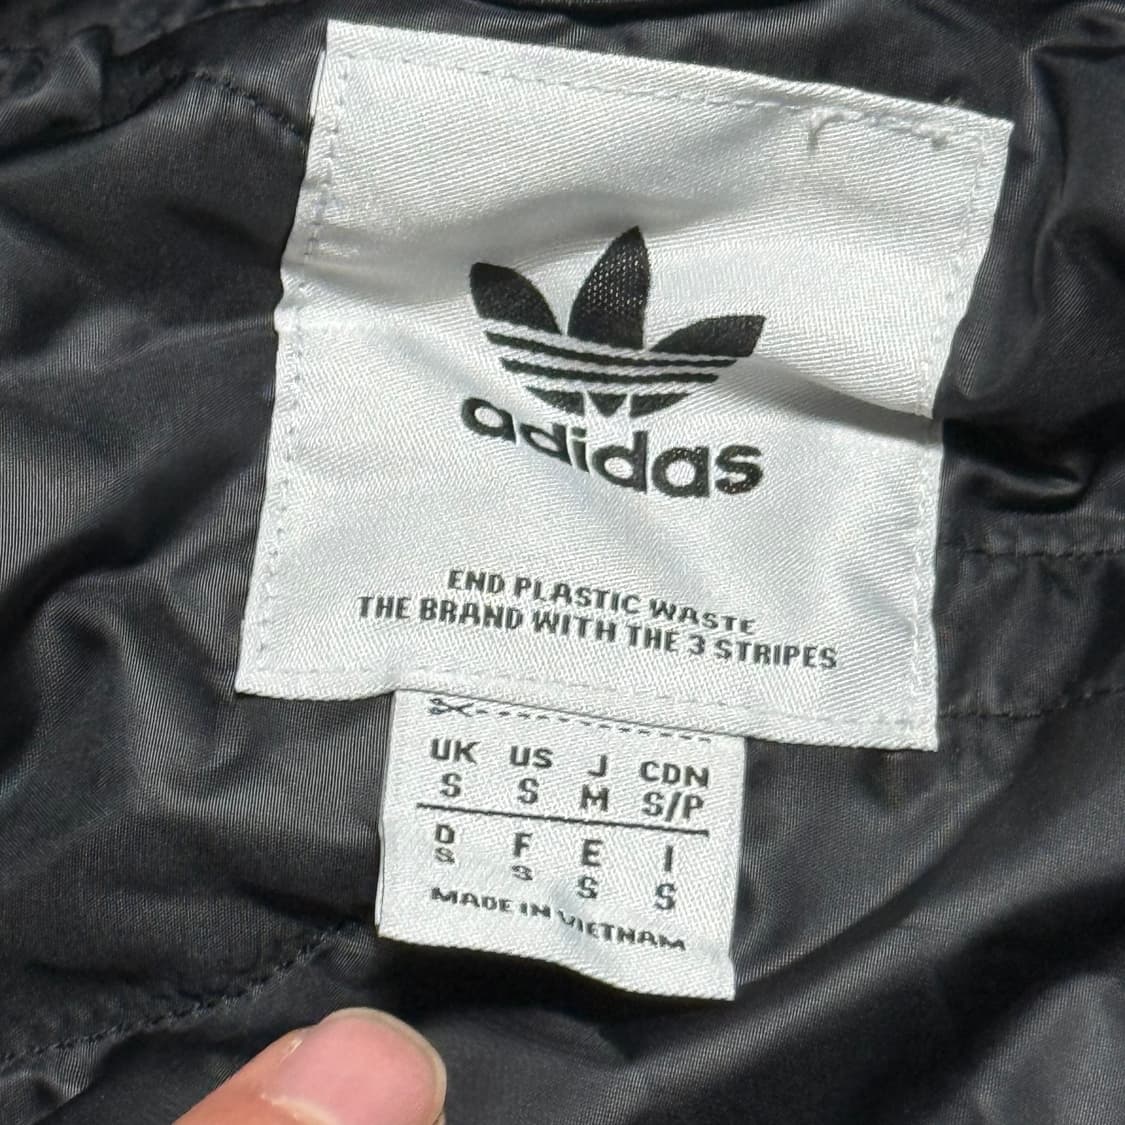 adidas
END PLASTIC WASTE
THE BRAND WITH THE 3 STRIPES
UK US J CDN
S S M S/P
D F E I
S S S S
MADE IN VIETNAM